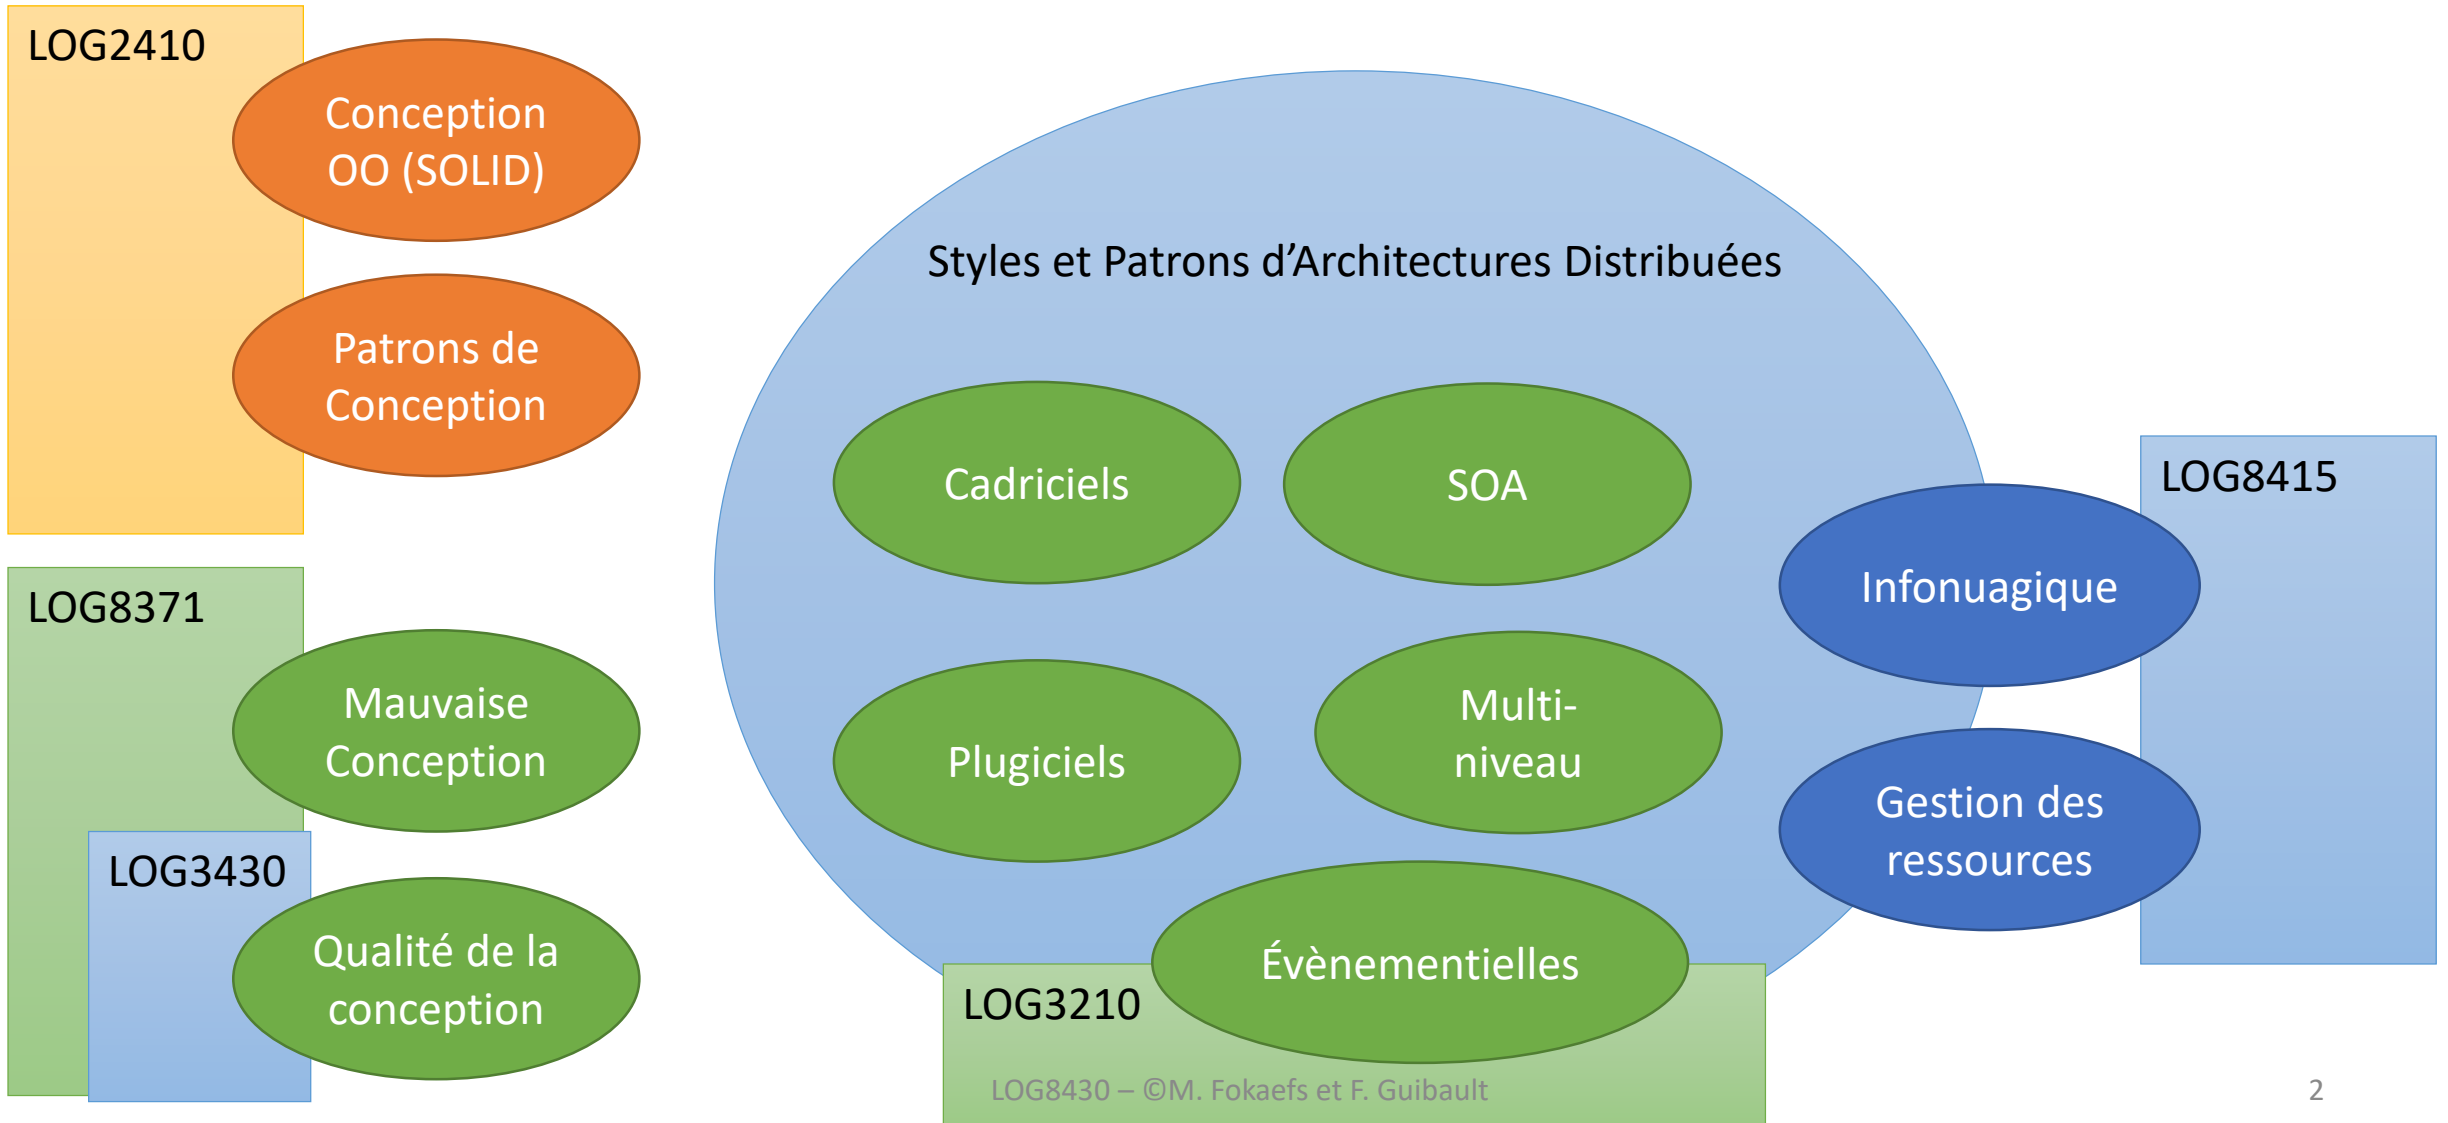 LOG2410
Conception
OO (SOLID)
Patrons de
Conception
LOG8371
Mauvaise
Conception
LOG3430
Qualité de la
conception
Styles et Patrons d’Architectures Distribuées
Cadriciels
SOA
Plugiciels
Multi-
niveau
Évènementielles
LOG3210
Infonuagique
Gestion des
ressources
LOG8415
LOG8430 – ©M. Fokaefs et F. Guibault
2